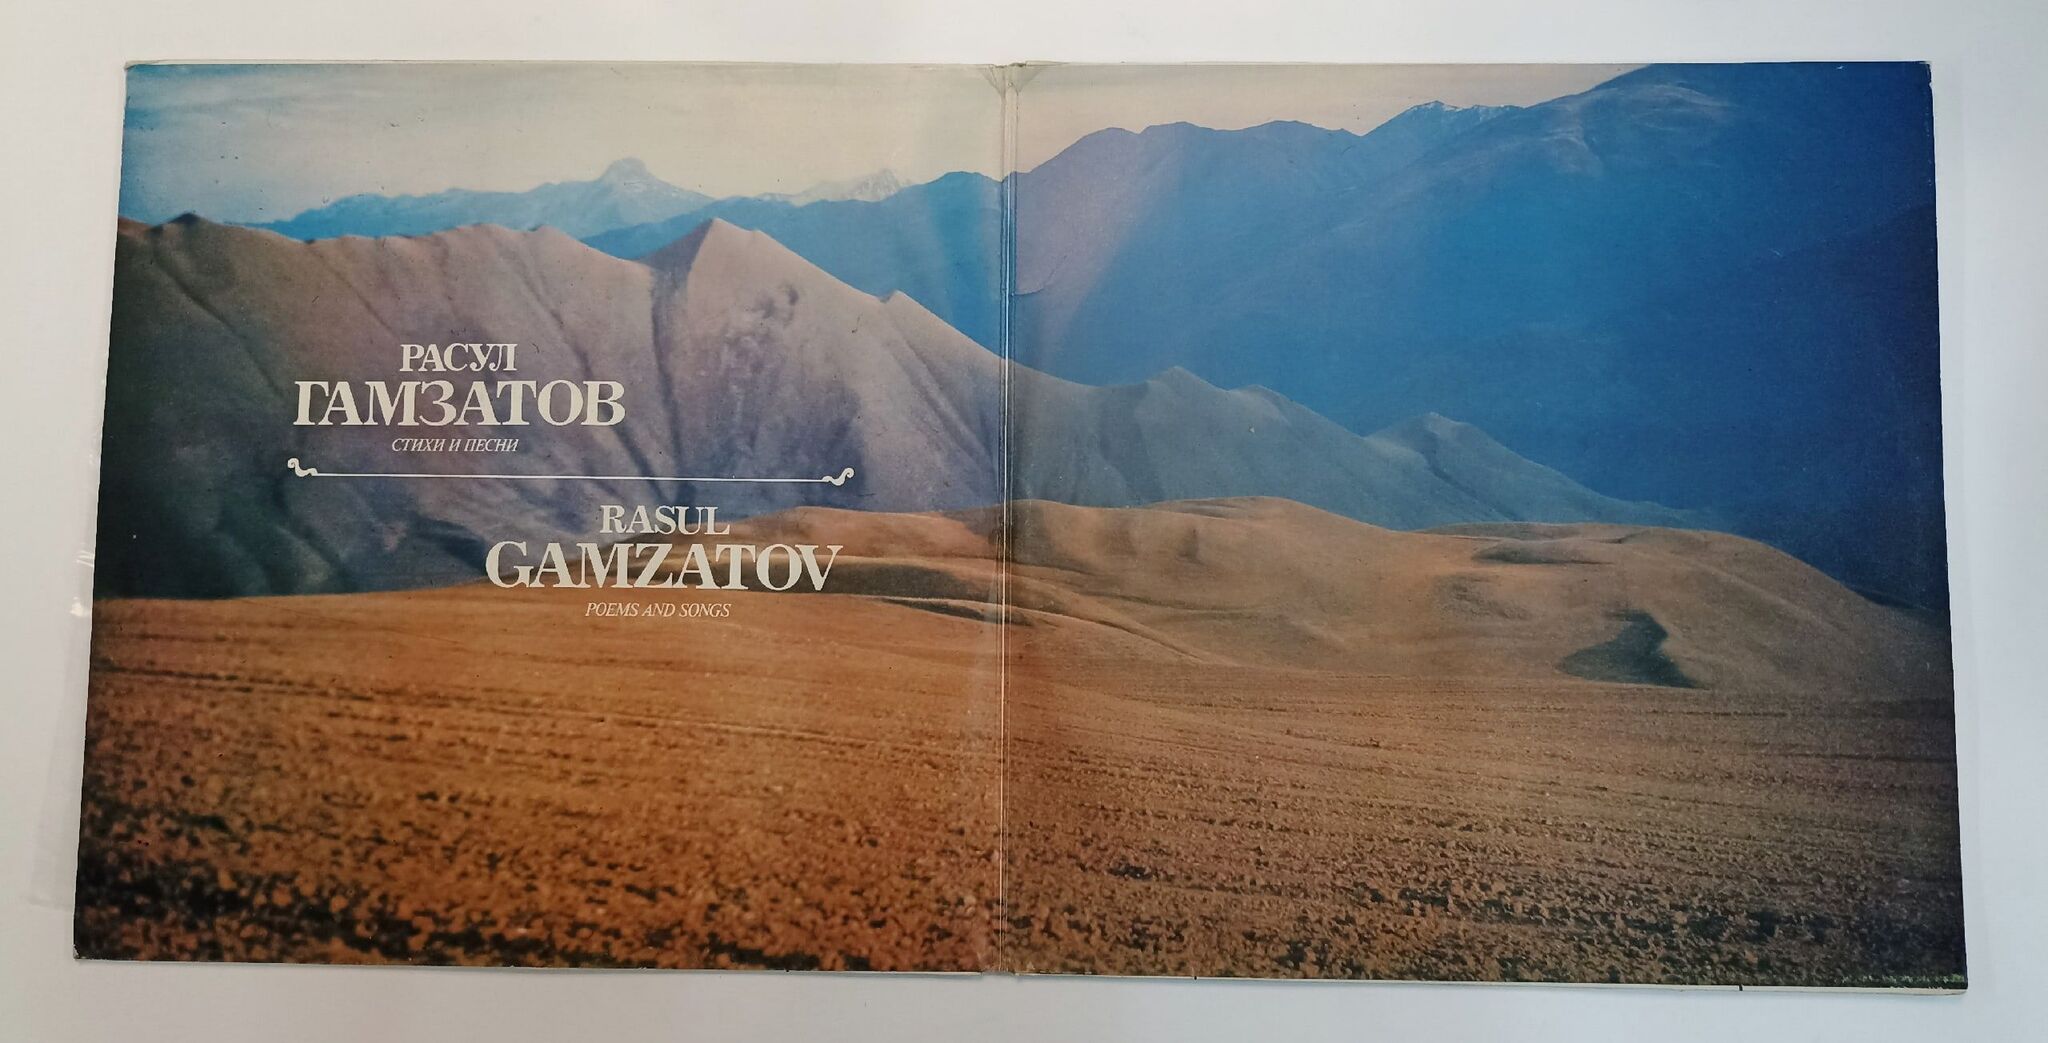 РАСУЛ
ГАМЗАТОВ
СТИХИ И ПЕСНИ
RASUL
GAMZATOV
POEMS AND SONGS